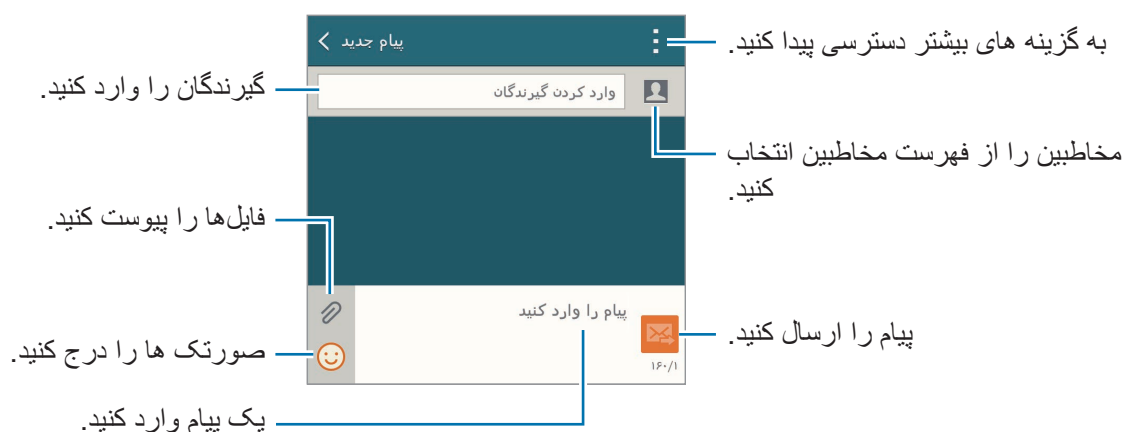 پیام جدید
به گزینه های بیشتر دسترسی پیدا کنید.
گیرندگان را وارد کنید.
وارد کردن گیرندگان
مخاطبین را از فهرست مخاطبین انتخاب
کنید.
فایل‌ها را پیوست کنید.
پیام را وارد کنید
پیام را ارسال کنید.
صورتک ها را درج کنید.
۱۶۰/۱
یک پیام وارد کنید.